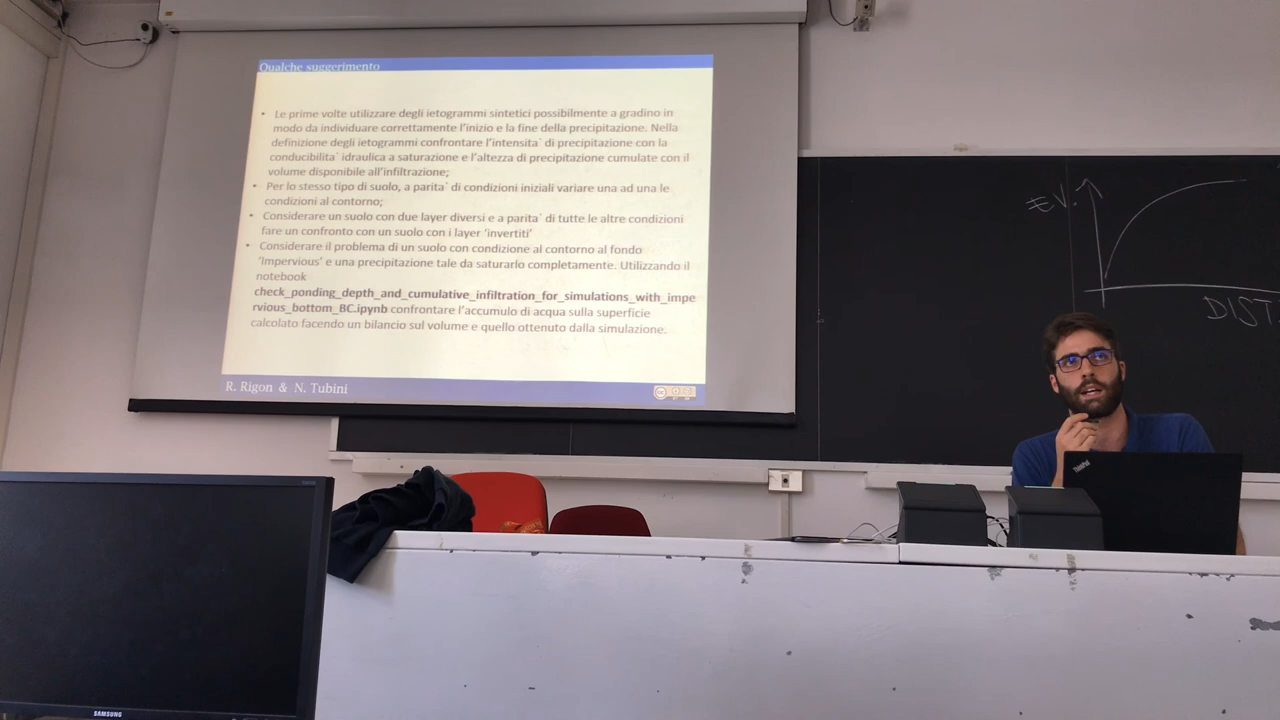 Qualche suggerimento
• Le prime volte utilizzare degli ietogrammi sintetici possibilmente a gradino in
modo da individuare correttamente l'inizio e la fine della precipitazione. Nella
definizione degli ietogrammi confrontare l'intensita` di precipitazione con la
conducibilita` idraulica a saturazione e l'altezza di precipitazione cumulate con il
volume disponibile all'infiltrazione;
• Per lo stesso tipo di suolo, a parita` di condizioni iniziali variare una ad una le
condizioni al contorno;
• Considerare un suolo con due layer diversi e a parita` di tutte le altre condizioni
fare un confronto con un suolo con i layer 'invertiti'
• Considerare il problema di un suolo con condizione al contorno al fondo
'Impervious' e una precipitazione tale da saturarlo completamente. Utilizzando il
notebook
check_ponding_depth_and_cumulative_infiltration_for_simulations_with_impe
rvious_bottom_BC.ipynb confrontare l'accumulo di acqua sulla superficie
calcolato facendo un bilancio sul volume e quello ottenuto dalla simulazione.
R. Rigon & N. Tubini
cc
EV.
DIST
ThinkPad
SAMSUNG